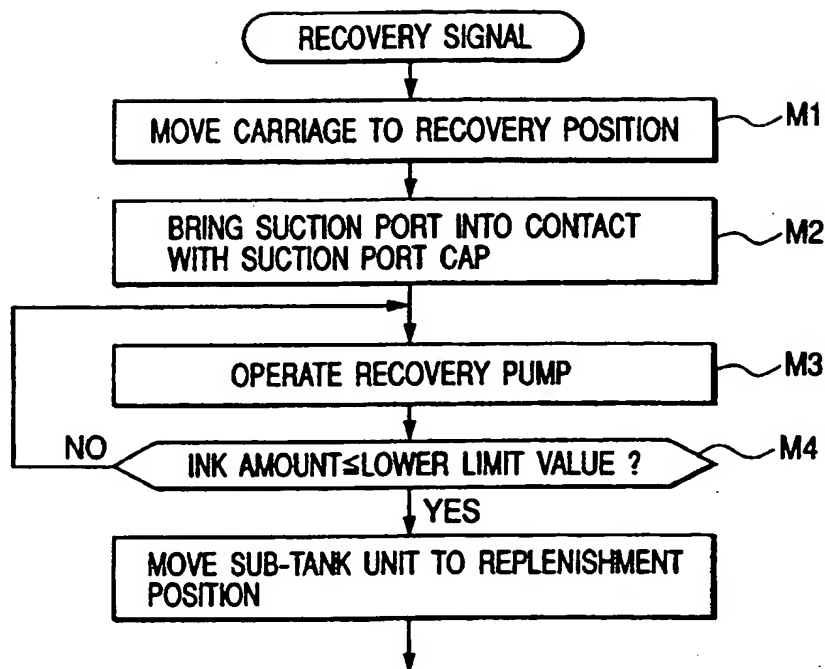 RECOVERY SIGNAL
MOVE CARRIAGE TO RECOVERY POSITION
M1
BRING SUCTION PORT INTO CONTACT
WITH SUCTION PORT CAP
M2
OPERATE RECOVERY PUMP
M3
NO
INK AMOUNT≤LOWER LIMIT VALUE ?
M4
YES
MOVE SUB-TANK UNIT TO REPLENISHMENT
POSITION